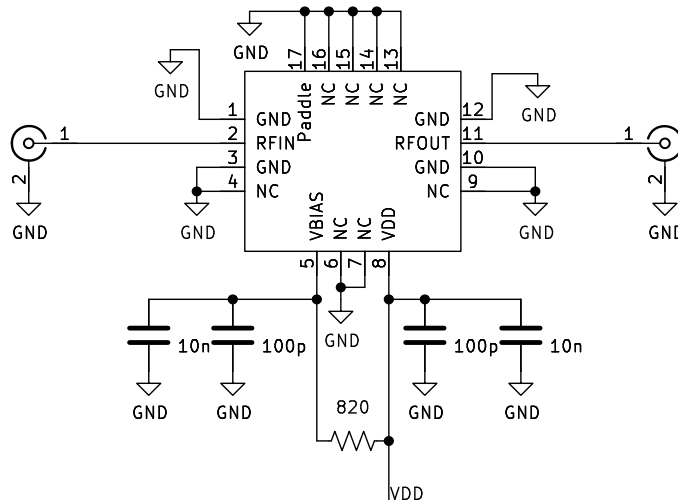 GND
17
16
15
14
13
Paddle
NC
NC
NC
NC
GND
GND
1
GND
GND
12
1
2
RFIN
RFOUT
11
1
2
3
GND
GND
10
2
4
NC
NC
9
GND
GND
GND
GND
VBIAS
NC
NC
VDD
5
6
7
8
10n
100p
GND
100p
10n
GND
GND
GND
GND
820
VDD